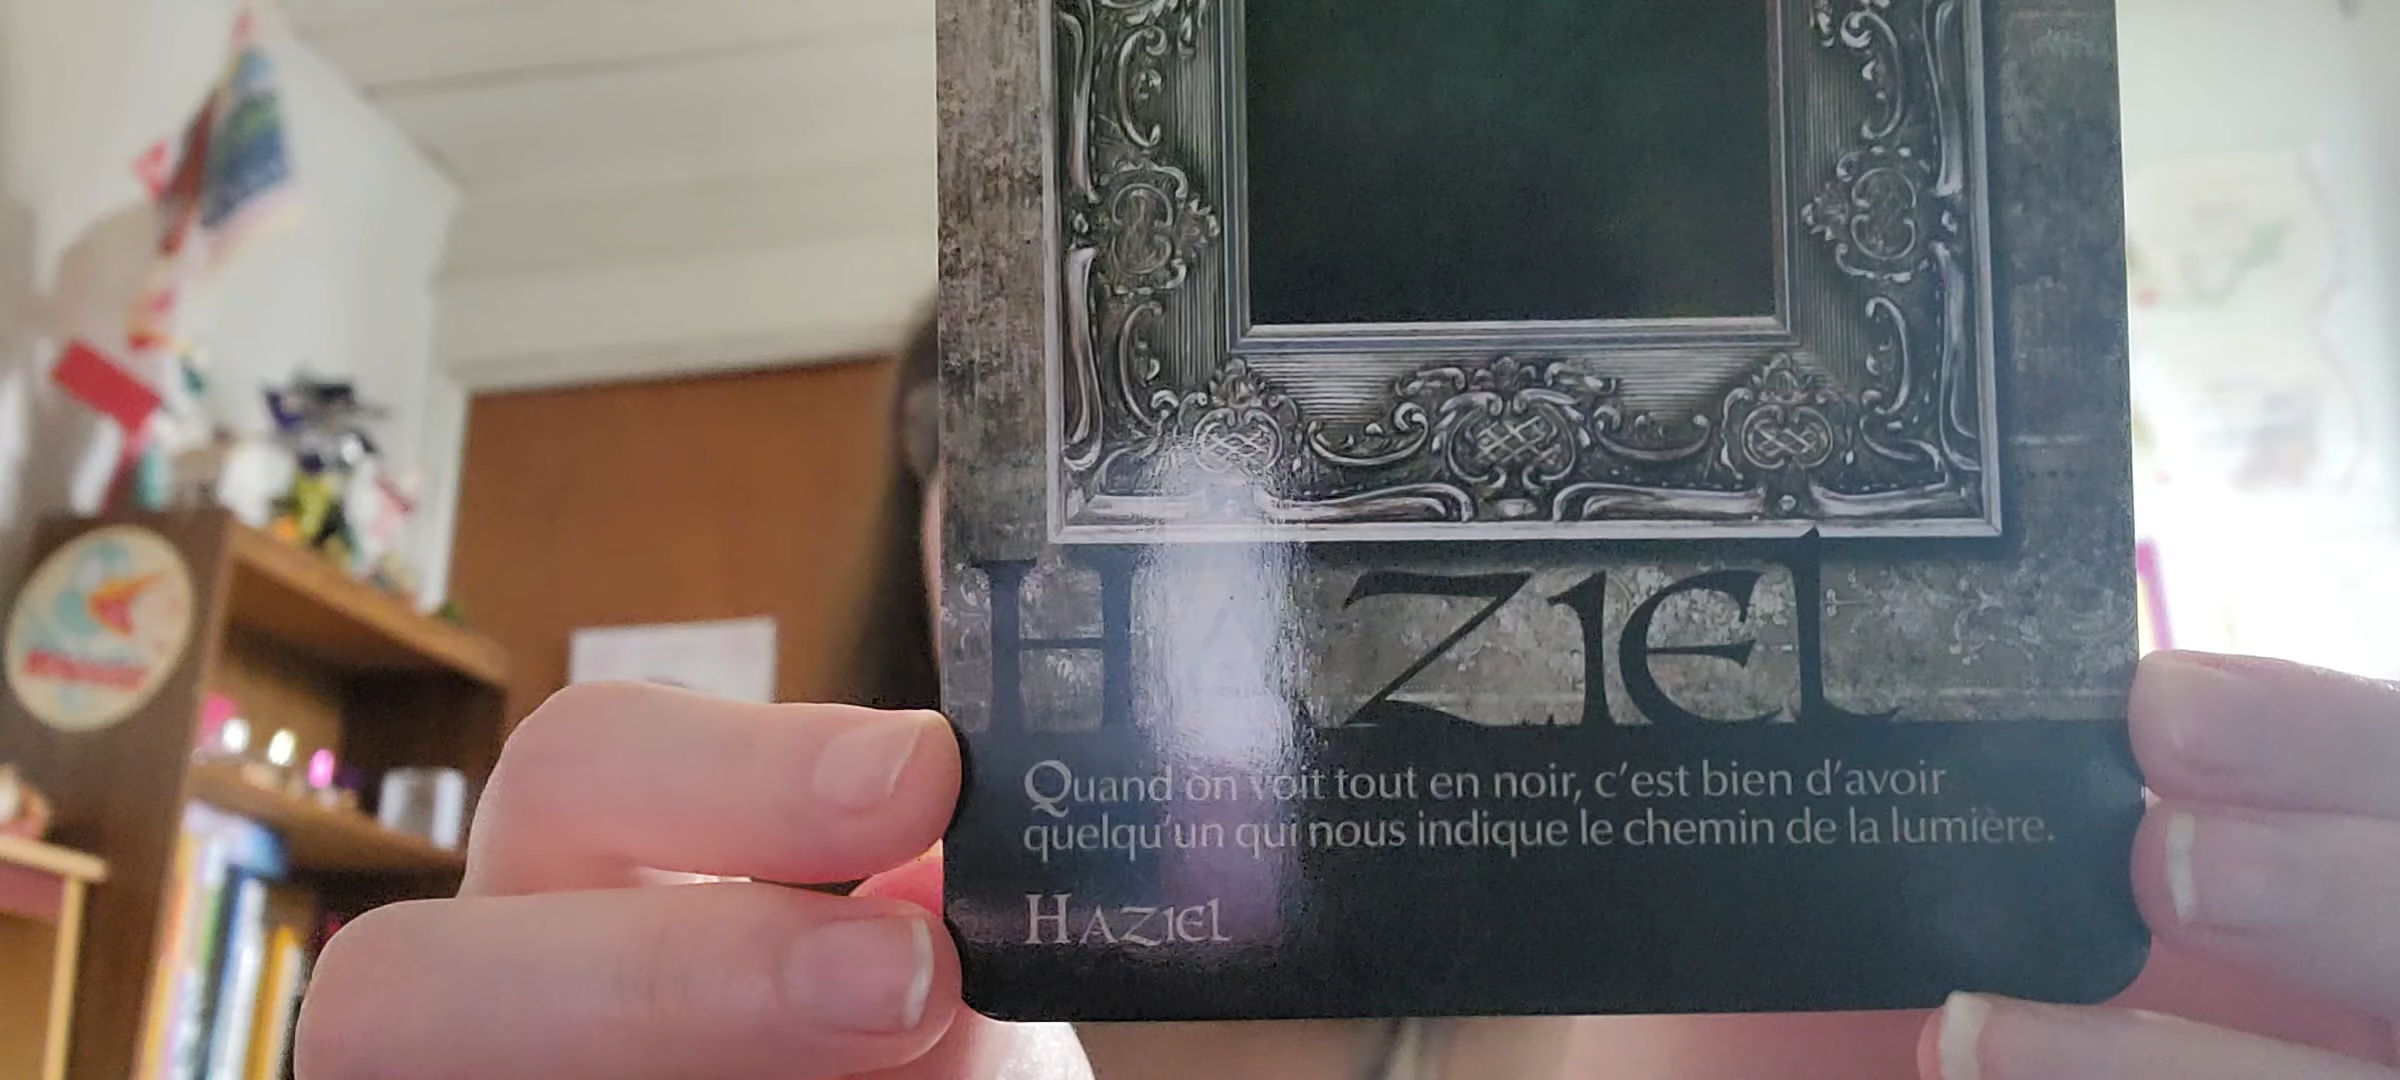 HAZIEL
Quand on voit tout en noir, c'est bien d'avoir
quelqu'un qui nous indique le chemin de la lumière.
HAZIEL